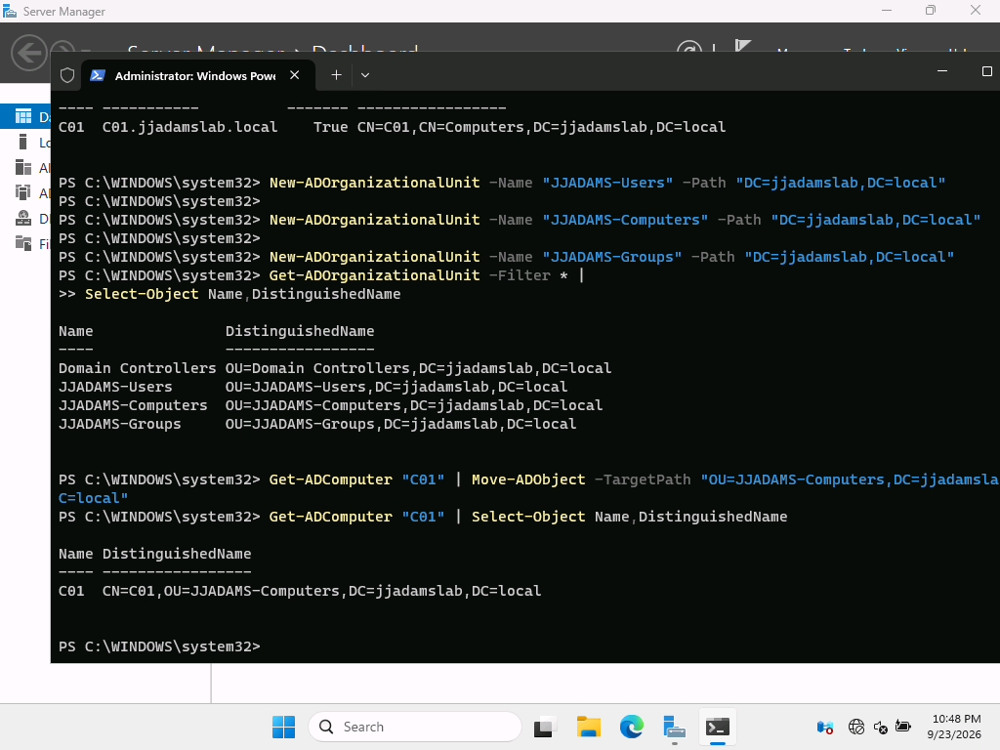 Server Manager
Administrator: Windows Powe
---- -----------       ------- -----------------
C01  C01.jjadamslab.local    True CN=C01,CN=Computers,DC=jjadamslab,DC=local
PS C:\WINDOWS\system32> New-ADOrganizationalUnit -Name "JJADAMS-Users" -Path "DC=jjadamslab,DC=local"
PS C:\WINDOWS\system32>
PS C:\WINDOWS\system32> New-ADOrganizationalUnit -Name "JJADAMS-Computers" -Path "DC=jjadamslab,DC=local"
PS C:\WINDOWS\system32>
PS C:\WINDOWS\system32> New-ADOrganizationalUnit -Name "JJADAMS-Groups" -Path "DC=jjadamslab,DC=local"
PS C:\WINDOWS\system32> Get-ADOrganizationalUnit -Filter * |
>> Select-Object Name,DistinguishedName
Name               DistinguishedName
----               -----------------
Domain Controllers OU=Domain Controllers,DC=jjadamslab,DC=local
JJADAMS-Users      OU=JJADAMS-Users,DC=jjadamslab,DC=local
JJADAMS-Computers  OU=JJADAMS-Computers,DC=jjadamslab,DC=local
JJADAMS-Groups     OU=JJADAMS-Groups,DC=jjadamslab,DC=local
PS C:\WINDOWS\system32> Get-ADComputer "C01" | Move-ADObject -TargetPath "OU=JJADAMS-Computers,DC=jjadamsla
C=local"
PS C:\WINDOWS\system32> Get-ADComputer "C01" | Select-Object Name,DistinguishedName
Name DistinguishedName
---- -----------------
C01  CN=C01,OU=JJADAMS-Computers,DC=jjadamslab,DC=local
PS C:\WINDOWS\system32>
Search
10:48 PM
9/23/2026